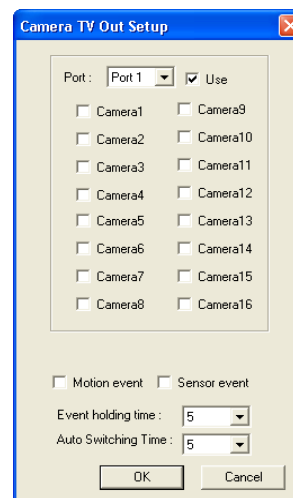 Camera TV Out Setup
Port : Port 1 Use
Camera1 Camera9
Camera2 Camera10
Camera3 Camera11
Camera4 Camera12
Camera5 Camera13
Camera6 Camera14
Camera7 Camera15
Camera8 Camera16
Motion event Sensor event
Event holding time : 5
Auto Switching Time : 5
OK Cancel